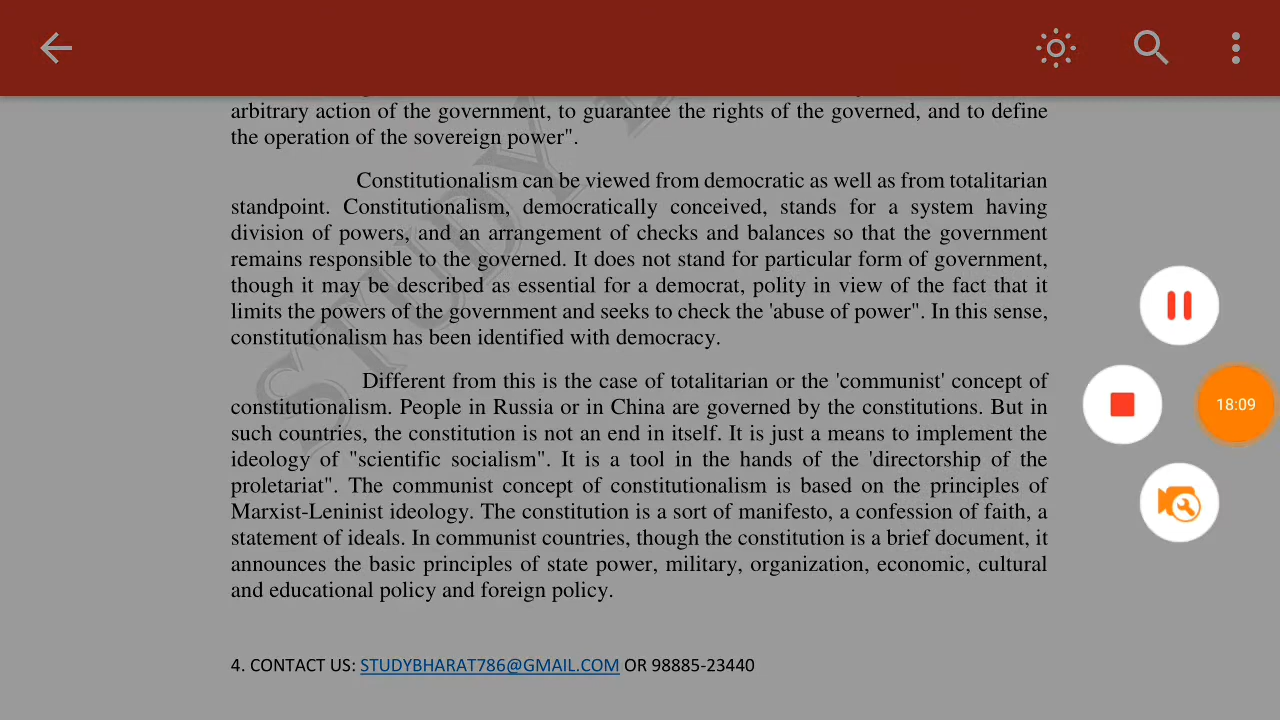 arbitrary action of the government, to guarantee the rights of the governed, and to define
the operation of the sovereign power".
Constitutionalism can be viewed from democratic as well as from totalitarian
standpoint. Constitutionalism, democratically conceived, stands for a system having
division of powers, and an arrangement of checks and balances so that the government
remains responsible to the governed. It does not stand for particular form of government,
though it may be described as essential for a democrat, polity in view of the fact that it
limits the powers of the government and seeks to check the 'abuse of power". In this sense,
constitutionalism has been identified with democracy.
Different from this is the case of totalitarian or the 'communist' concept of
constitutionalism. People in Russia or in China are governed by the constitutions. But in
such countries, the constitution is not an end in itself. It is just a means to implement the
ideology of "scientific socialism". It is a tool in the hands of the 'directorship of the
proletariat". The communist concept of constitutionalism is based on the principles of
Marxist-Leninist ideology. The constitution is a sort of manifesto, a confession of faith, a
statement of ideals. In communist countries, though the constitution is a brief document, it
announces the basic principles of state power, military, organization, economic, cultural
and educational policy and foreign policy.
4. CONTACT US: STUDYBHARAT786@GMAIL.COM OR 98885-23440
18:09
STUDY